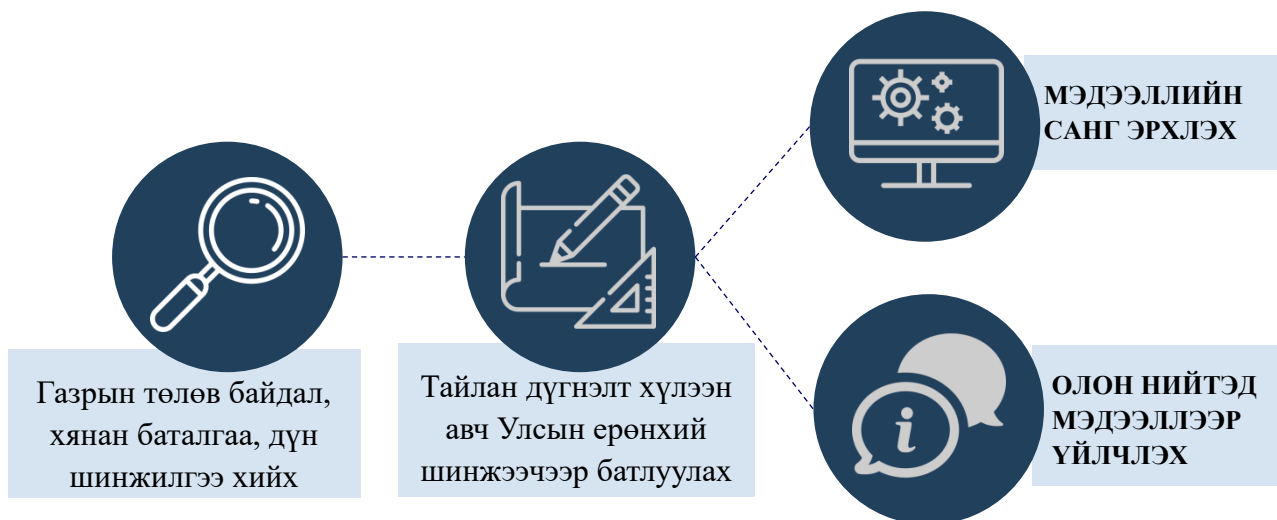 Газрын төлөв байдал,
хянан баталгаа, дүн
шинжилгээ хийх
Тайлан дүгнэлт хүлээн
авч Улсын ерөнхий
шинжээчээр батлуулах
МЭДЭЭЛЛИЙН
САНГ ЭРХЛЭХ
ОЛОН НИЙТЭД
МЭДЭЭЛЛЭЭР
ҮЙЛЧЛЭХ